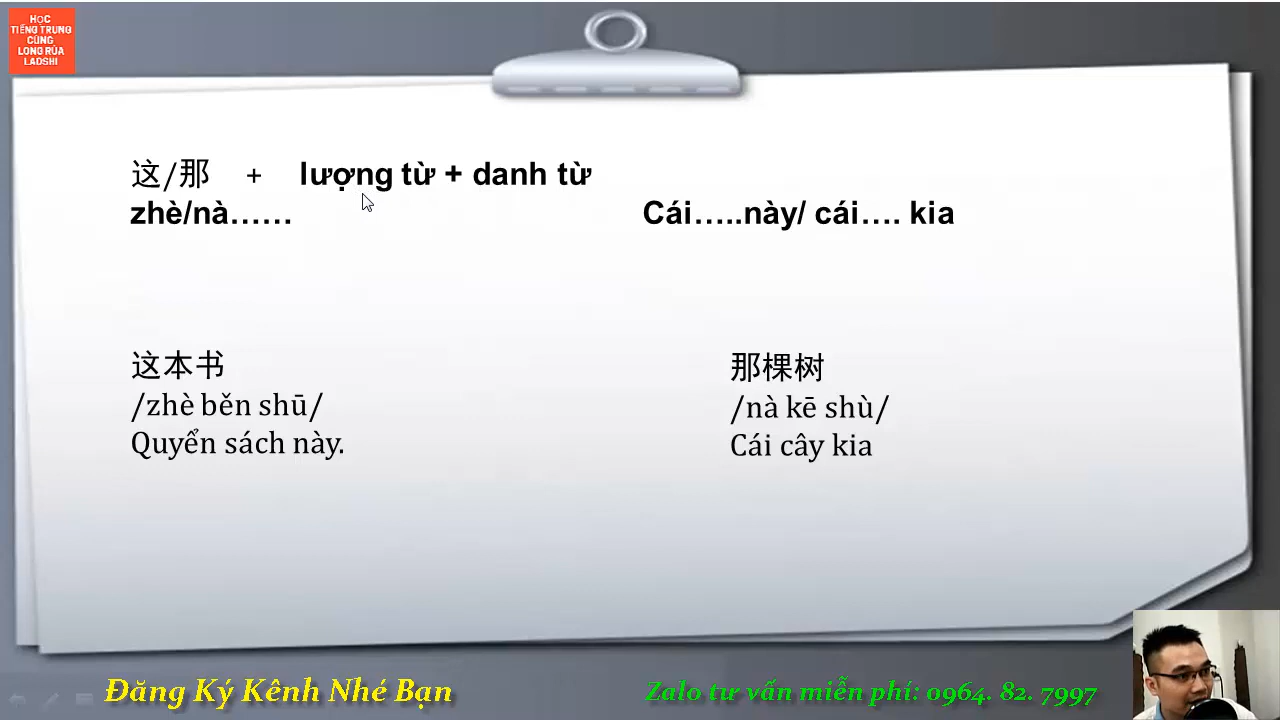 HỌC
TIẾNG TRUNG
CÙNG
LONG RÙA
LADSHI
这/那 + lượng từ + danh từ
zhè/nà…… Cái…..này/ cái…. kia
这本书
/zhè běn shū/
Quyển sách này.
那棵树
/nà kē shù/
Cái cây kia
Đăng Ký Kênh Nhé Bạn
Zalo tư vấn miễn phí: 0964. 82. 7997